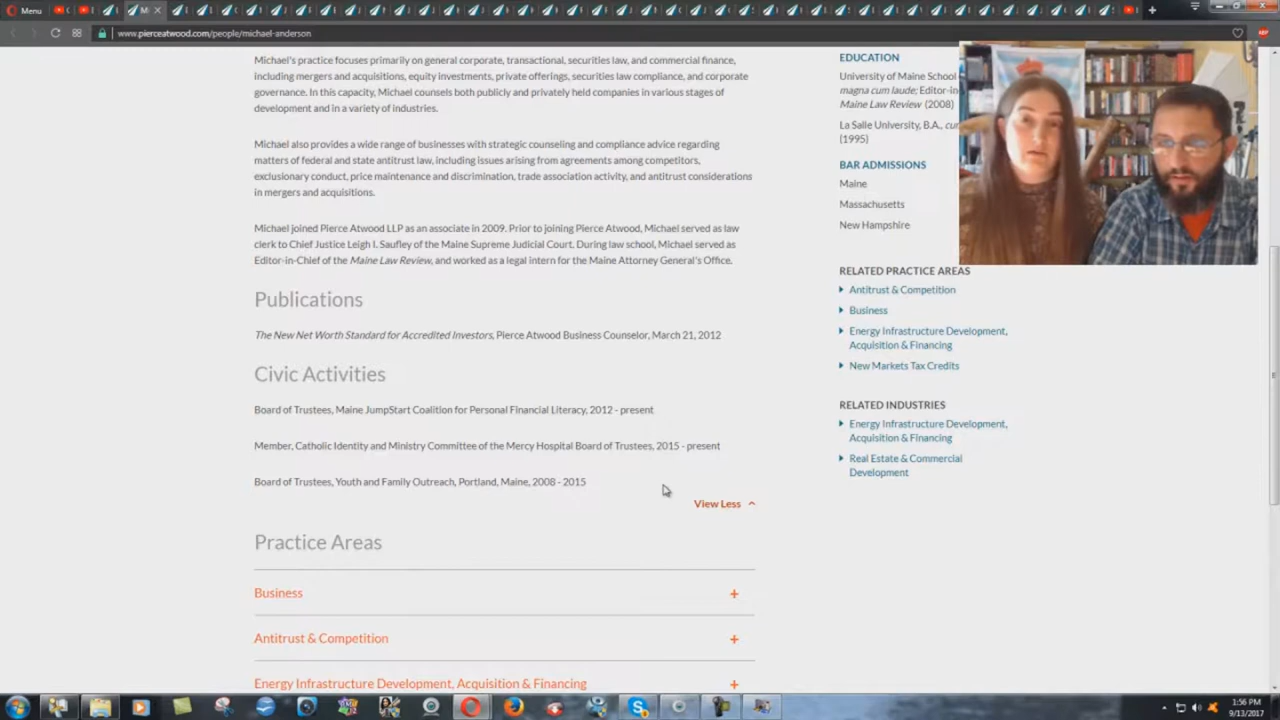 Menu
www.pierceatwood.com/people/michael-anderson
Michael's practice focuses primarily on general corporate, transactional, securities law, and commercial finance,
including mergers and acquisitions, equity investments, private offerings, securities law compliance, and corporate
governance. In this capacity, Michael counsels both publicly and privately held companies in various stages of
development and in a variety of industries.
Michael also provides a wide range of businesses with strategic counseling and compliance advice regarding
matters of federal and state antitrust law, including issues arising from agreements among competitors,
exclusionary conduct, price maintenance and discrimination, trade association activity, and antitrust considerations
in mergers and acquisitions.
Michael joined Pierce Atwood LLP as an associate in 2009. Prior to joining Pierce Atwood, Michael served as law
clerk to Chief Justice Leigh I. Saufley of the Maine Supreme Judicial Court. During law school, Michael served as
Editor-in-Chief of the Maine Law Review, and worked as a legal intern for the Maine Attorney General's Office.
Publications
The New Net Worth Standard for Accredited Investors, Pierce Atwood Business Counselor, March 21, 2012
Civic Activities
Board of Trustees, Maine JumpStart Coalition for Personal Financial Literacy, 2012 - present
Member, Catholic Identity and Ministry Committee of the Mercy Hospital Board of Trustees, 2015 - present
Board of Trustees, Youth and Family Outreach, Portland, Maine, 2008 - 2015
View Less
Practice Areas
Business
+
Antitrust & Competition
+
Energy Infrastructure Development, Acquisition & Financing
+
EDUCATION
University of Maine School
magna cum laude; Editor-in
Maine Law Review (2008)
La Salle University, B.A., cu
(1995)
BAR ADMISSIONS
Maine
Massachusetts
New Hampshire
RELATED PRACTICE AREAS
Antitrust & Competition
Business
Energy Infrastructure Development,
Acquisition & Financing
New Markets Tax Credits
RELATED INDUSTRIES
Energy Infrastructure Development,
Acquisition & Financing
Real Estate & Commercial
Development
1:56 PM
9/13/2017